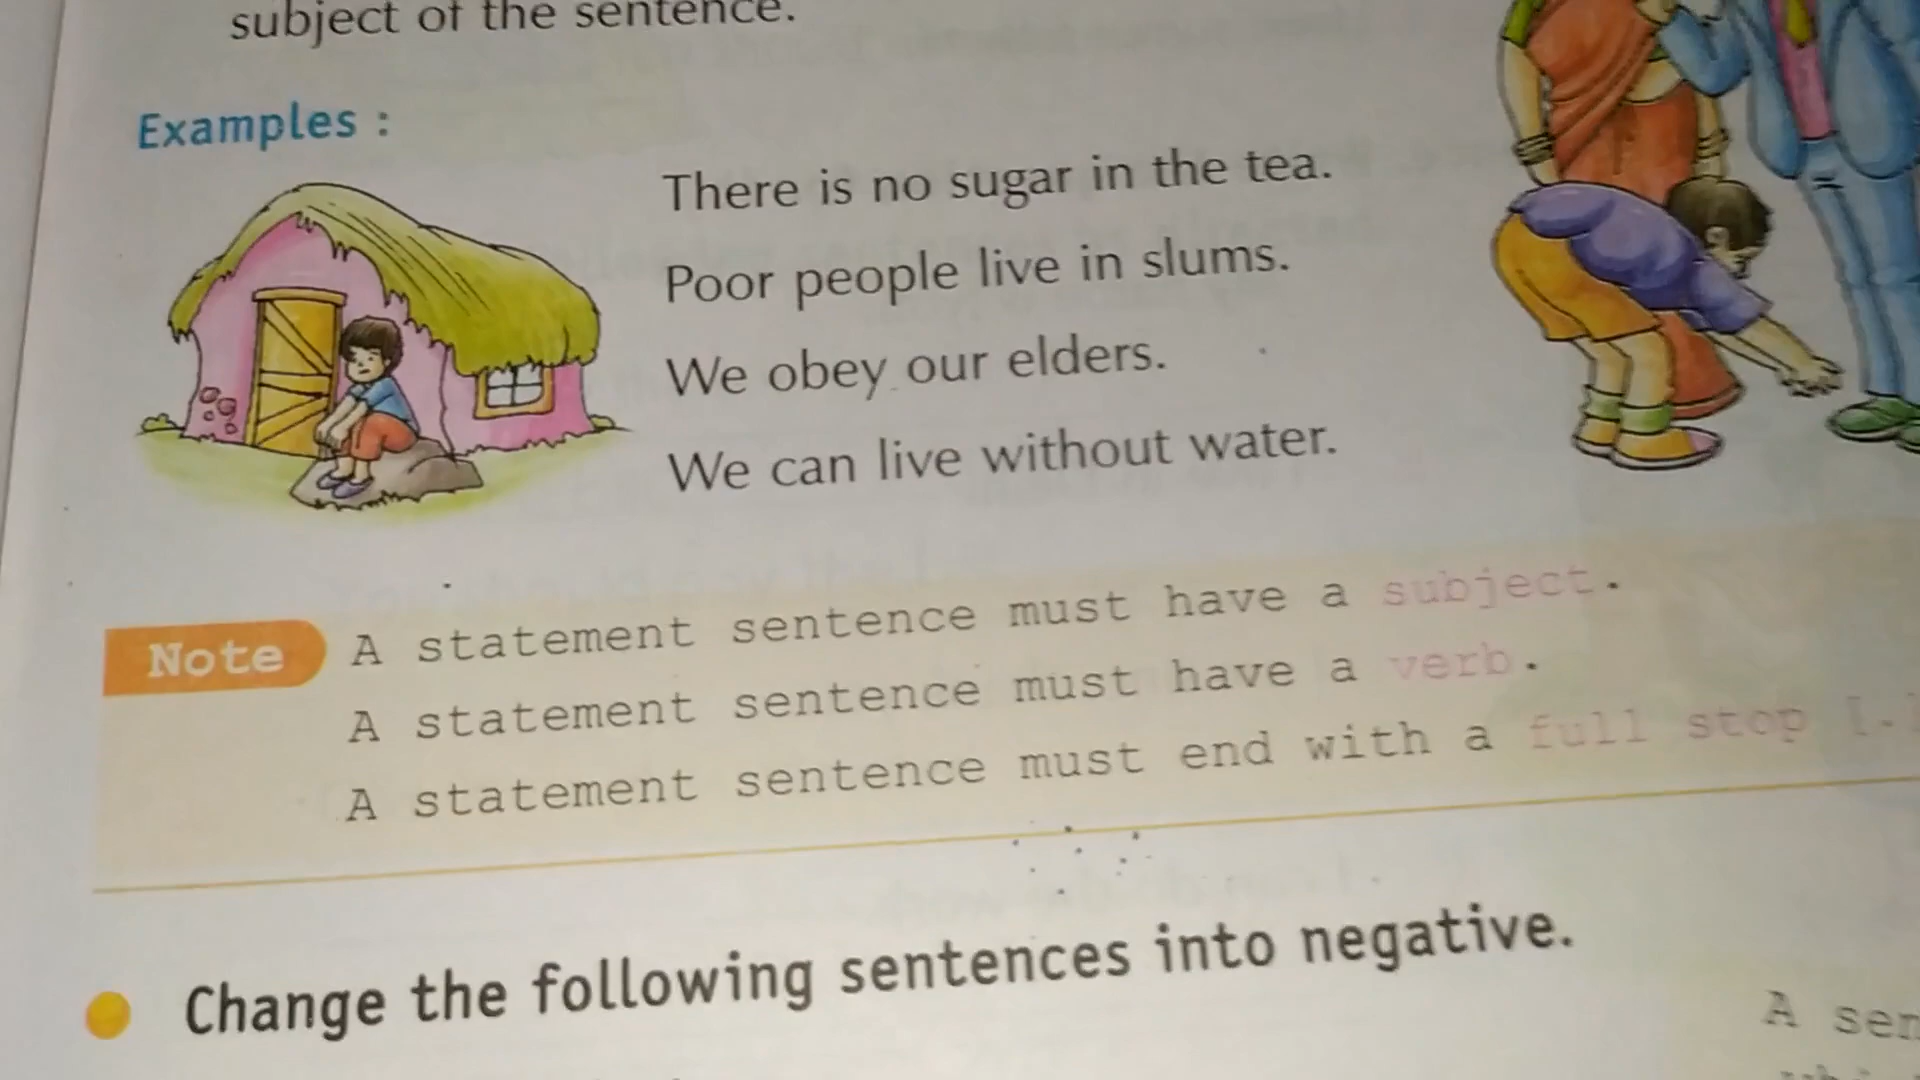 subject of the sentence.
Examples :
There is no sugar in the tea.
Poor people live in slums.
We obey our elders.
We can live without water.
Note
A statement sentence must have a subject.
A statement sentence must have a verb.
A statement sentence must end with a full stop [.]
Change the following sentences into negative.
A